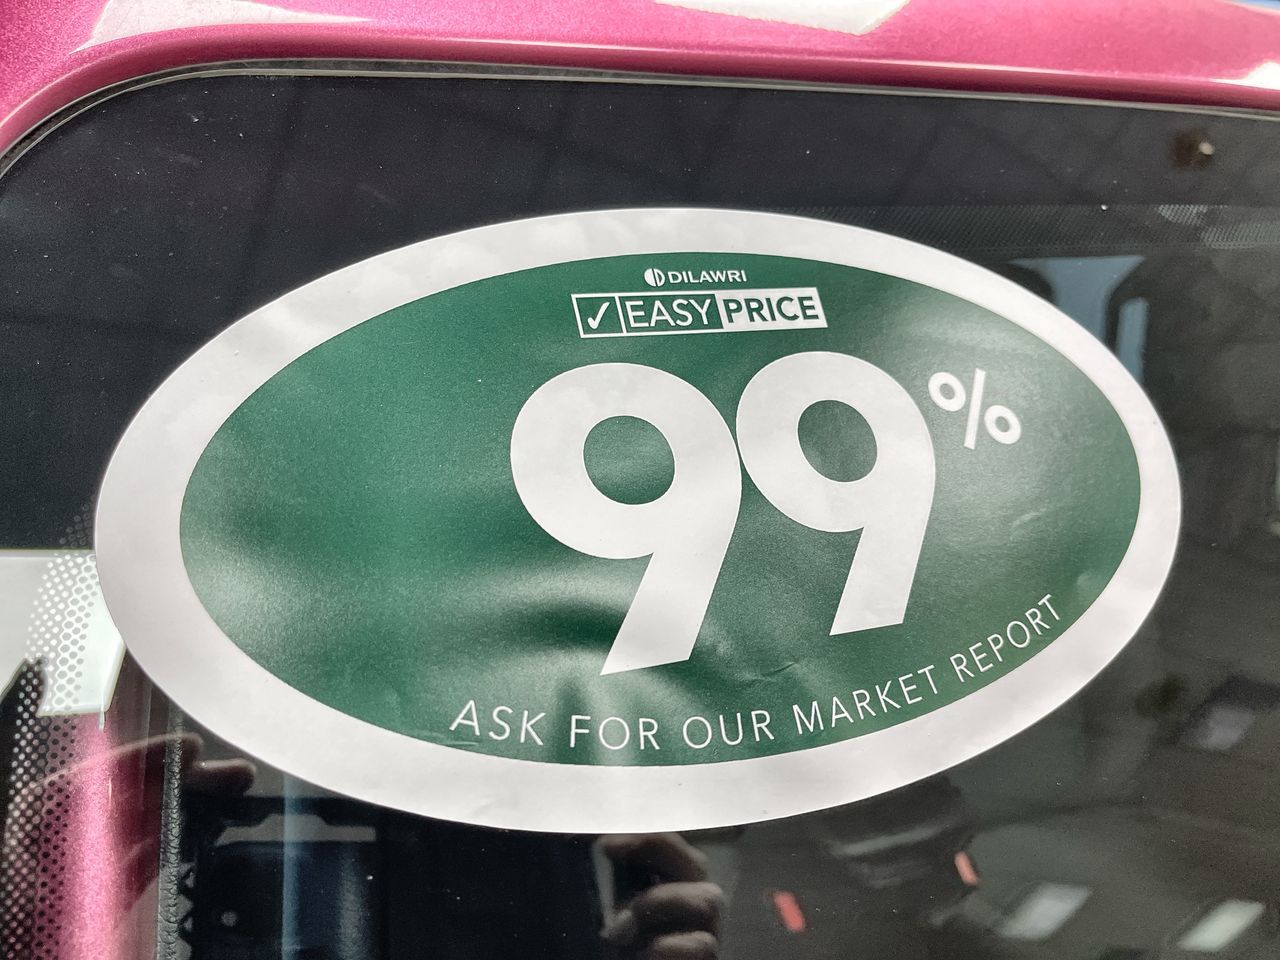 DILAWRI
✓ EASY PRICE
99%
ASK FOR OUR MARKET REPORT